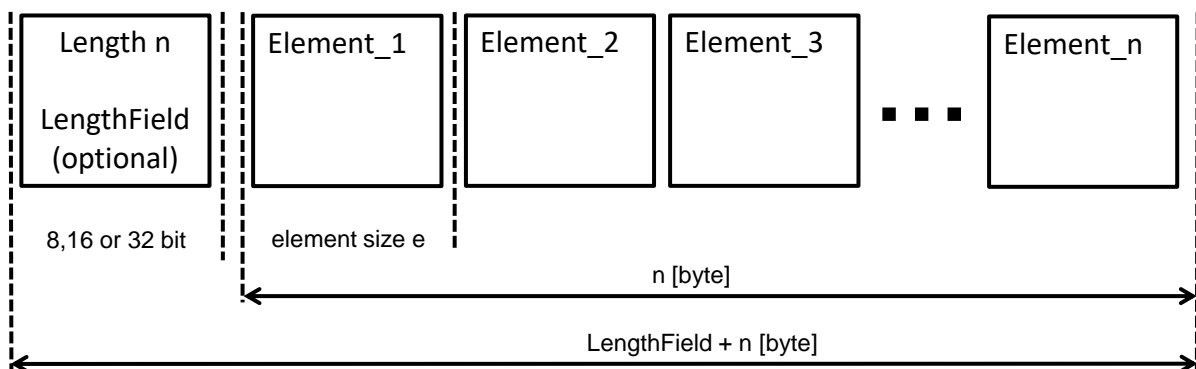 Length n
LengthField
(optional)
Element_1
Element_2
Element_3
Element_n
8,16 or 32 bit
element size e
n [byte]
LengthField + n [byte]